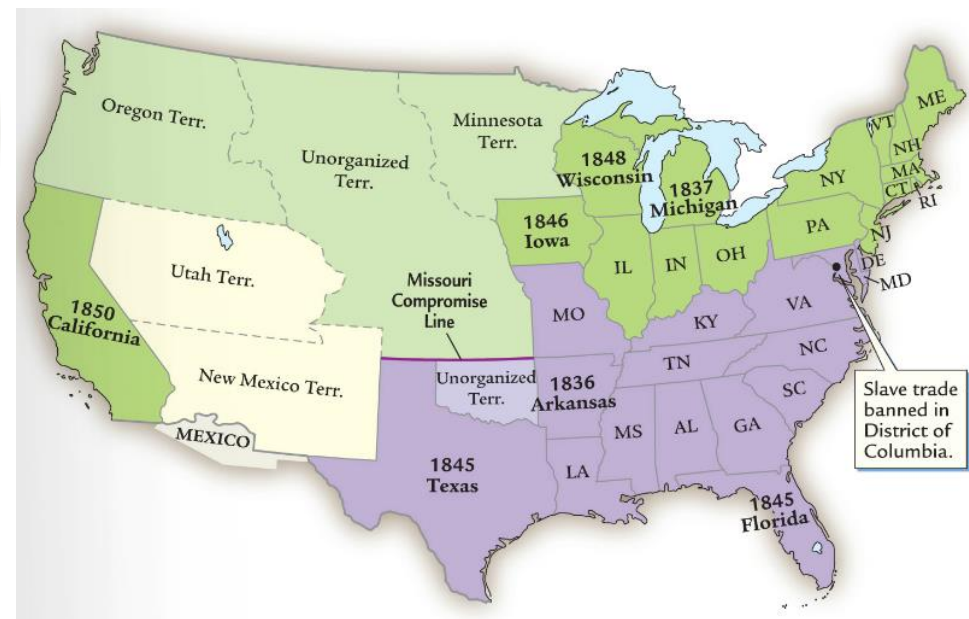 Oregon Terr.
Unorganized
Terr.
Minnesota
Terr.
1848
Wisconsin
1837
Michigan
ME
VT
NH
NY
MA
CT
RI
1846
Iowa
PA
NJ
IL
IN
OH
DE
MD
Utah Terr.
Missouri
Compromise
Line
1850
California
MO
KY
VA
New Mexico Terr.
Unorganized
Terr.
1836
Arkansas
TN
NC
SC
Slave trade
banned in
District of
Columbia.
MEXICO
MS
AL
GA
1845
Texas
LA
1845
Florida